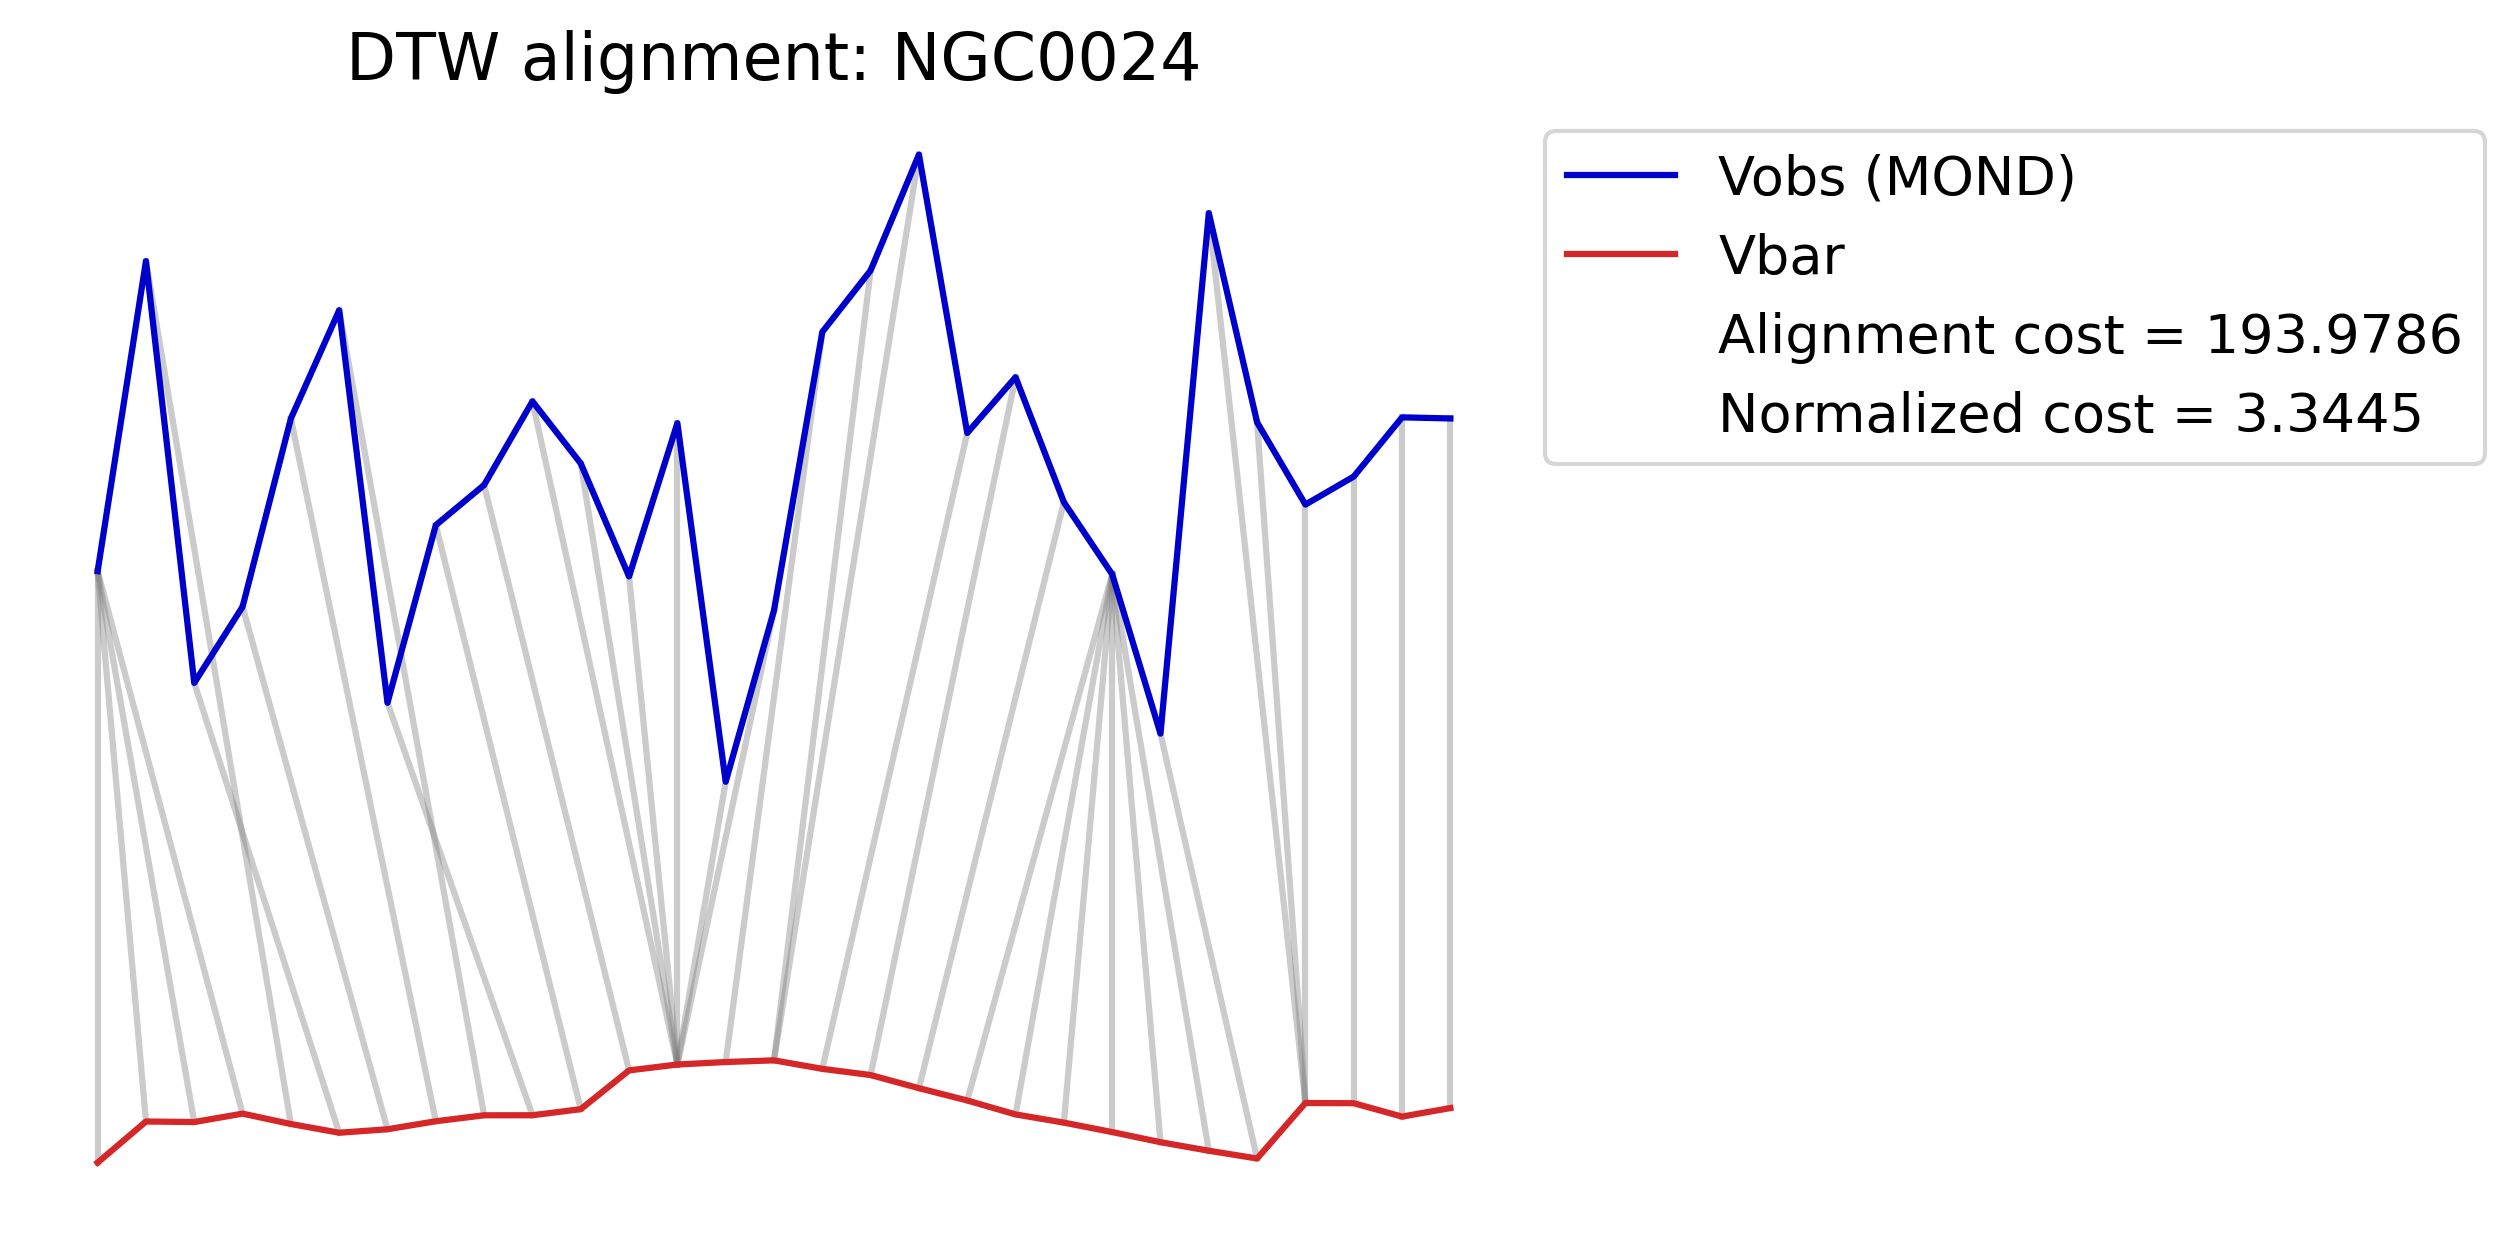 DTW alignment: NGC0024
Vobs (MOND)
Vbar
Alignment cost = 193.9786
Normalized cost = 3.3445